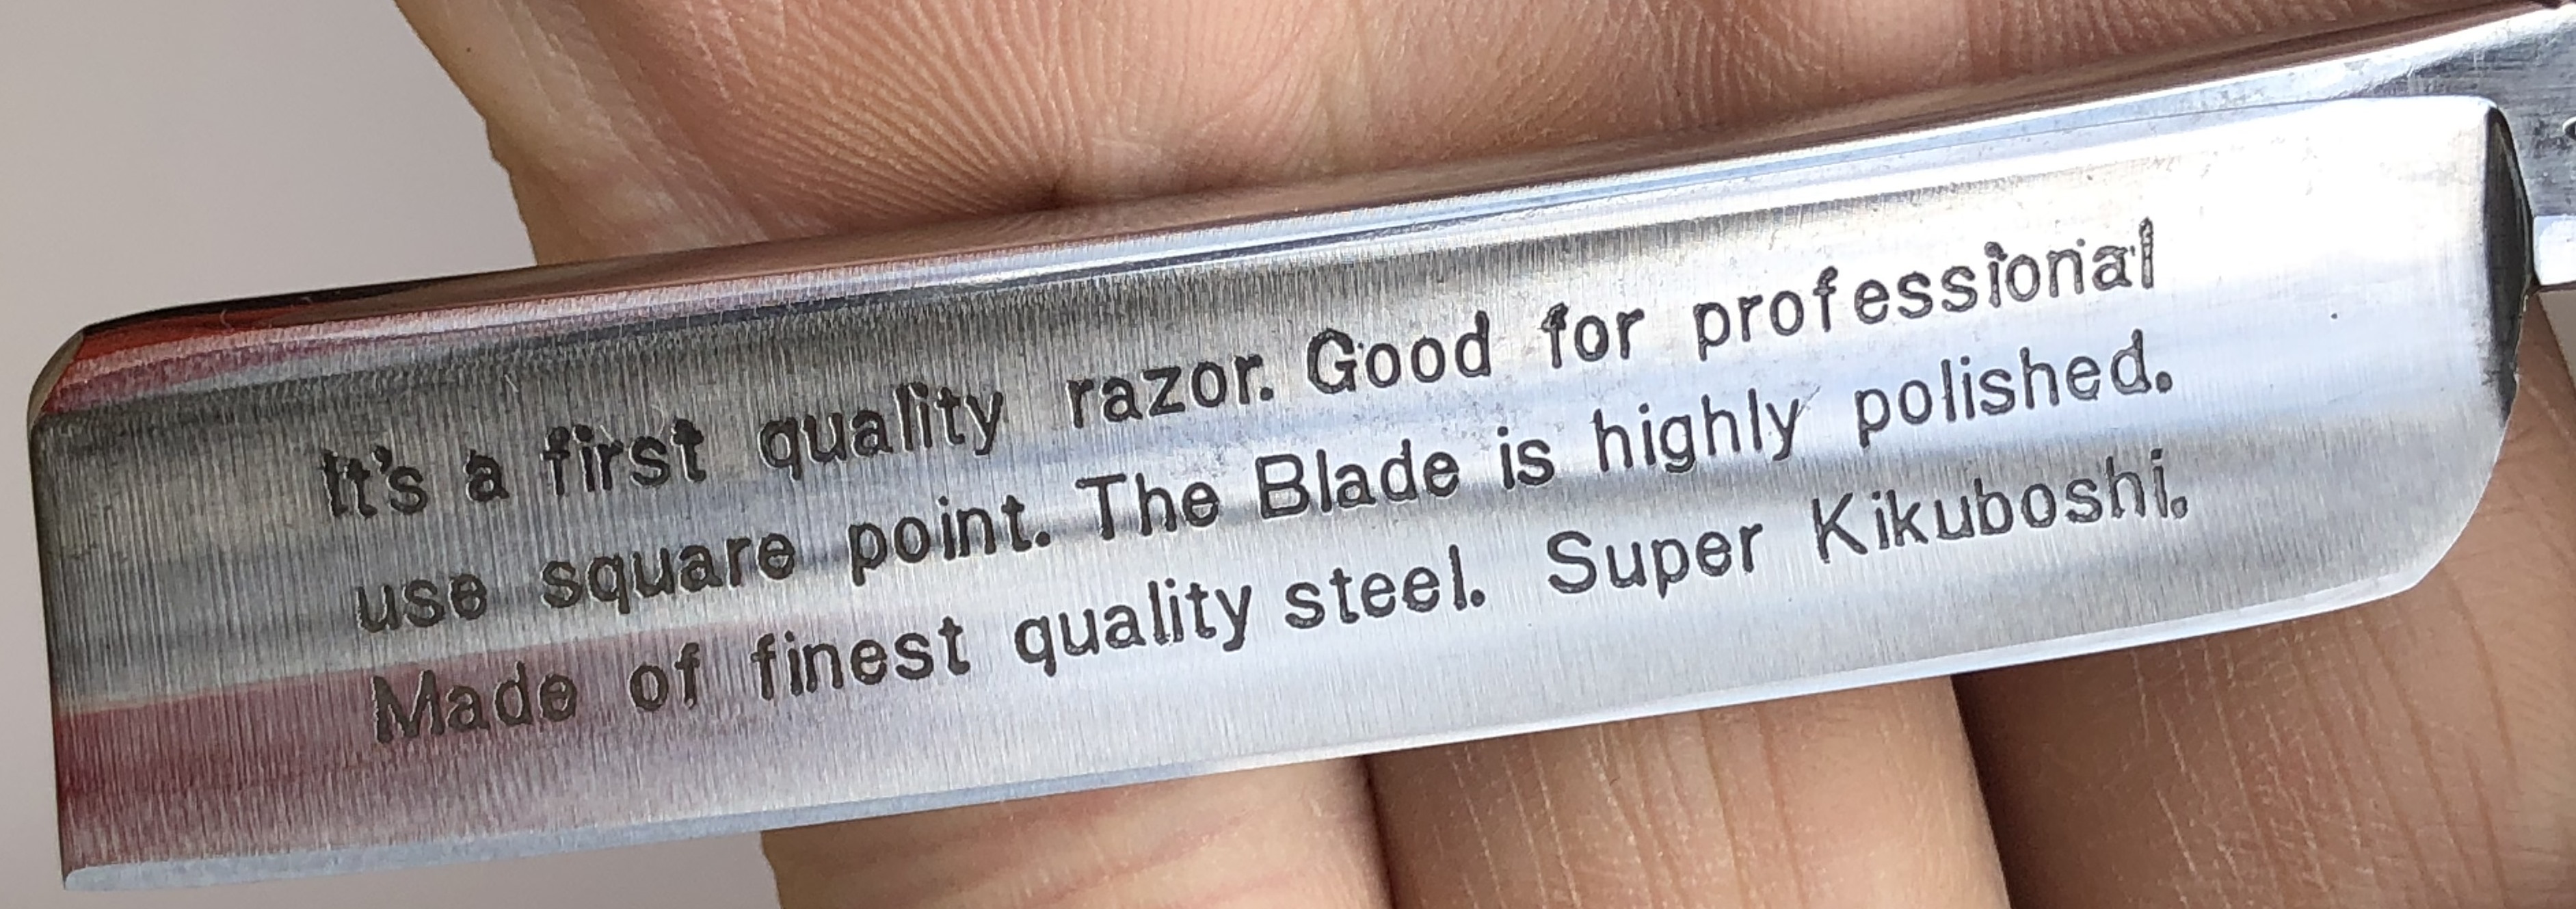 It's a first quality razor. Good for professional
use square point. The Blade is highly polished.
Made of finest quality steel. Super Kikuboshi.